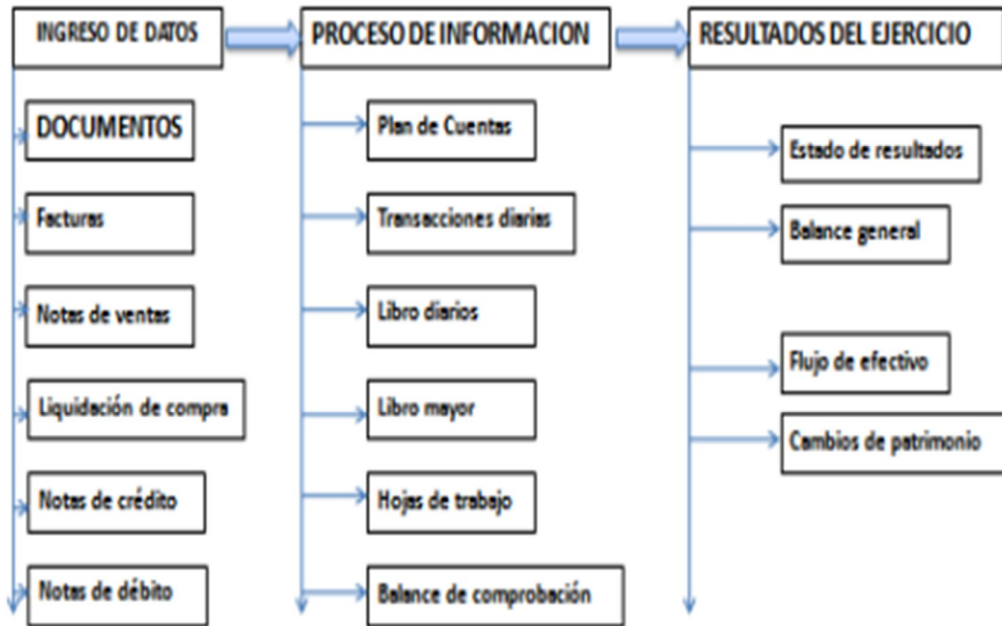 INGRESO DE DATOS
PROCESO DE INFORMACION
RESULTADOS DEL EJERCICIO
DOCUMENTOS
Facturas
Notas de ventas
Liquidación de compra
Notas de crédito
Notas de débito
Plan de Cuentas
Transacciones diarias
Libro diarios
Libro mayor
Hojas de trabajo
Balance de comprobación
Estado de resultados
Balance general
Flujo de efectivo
Cambios de patrimonio